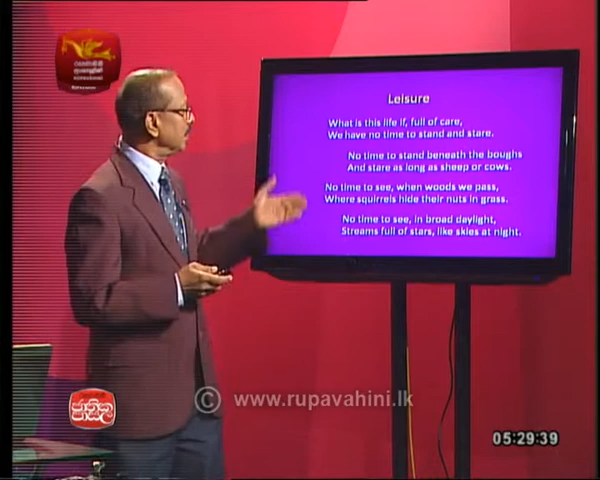 Leisure
What is this life if, full of care,
We have no time to stand and stare.
No time to stand beneath the boughs
And stare as long as sheep or cows.
No time to see, when woods we pass,
Where squirrels hide their nuts in grass.
No time to see, in broad daylight,
Streams full of stars, like skies at night.
© www.rupavahini.lk
05:29:39